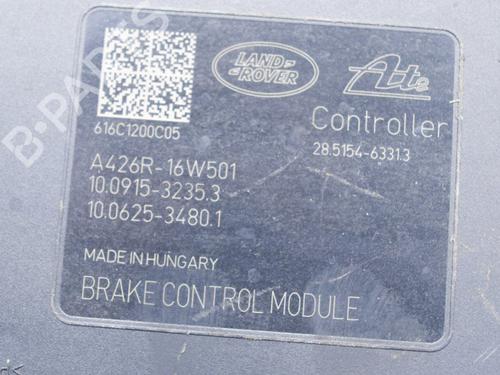 LAND
ROVER
Ate
616C1200C05
Controller
28.5154-6331.3
A426R-16W501
10.0915-3235.3
10.0625-3480.1
MADE IN HUNGARY
BRAKE CONTROL MODULE
B-PARTS